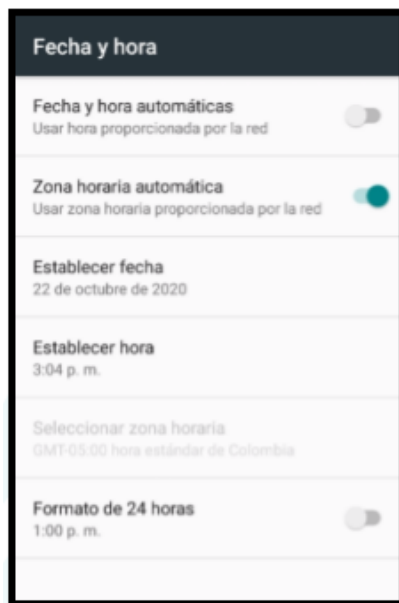 Fecha y hora
Fecha y hora automáticas
Usar hora proporcionada por la red
Zona horaria automática
Usar zona horaria proporcionada por la red
Establecer fecha
22 de octubre de 2020
Establecer hora
3:04 p. m.
Seleccionar zona horaria
GMT-05:00 hora estándar de Colombia
Formato de 24 horas
1:00 p. m.